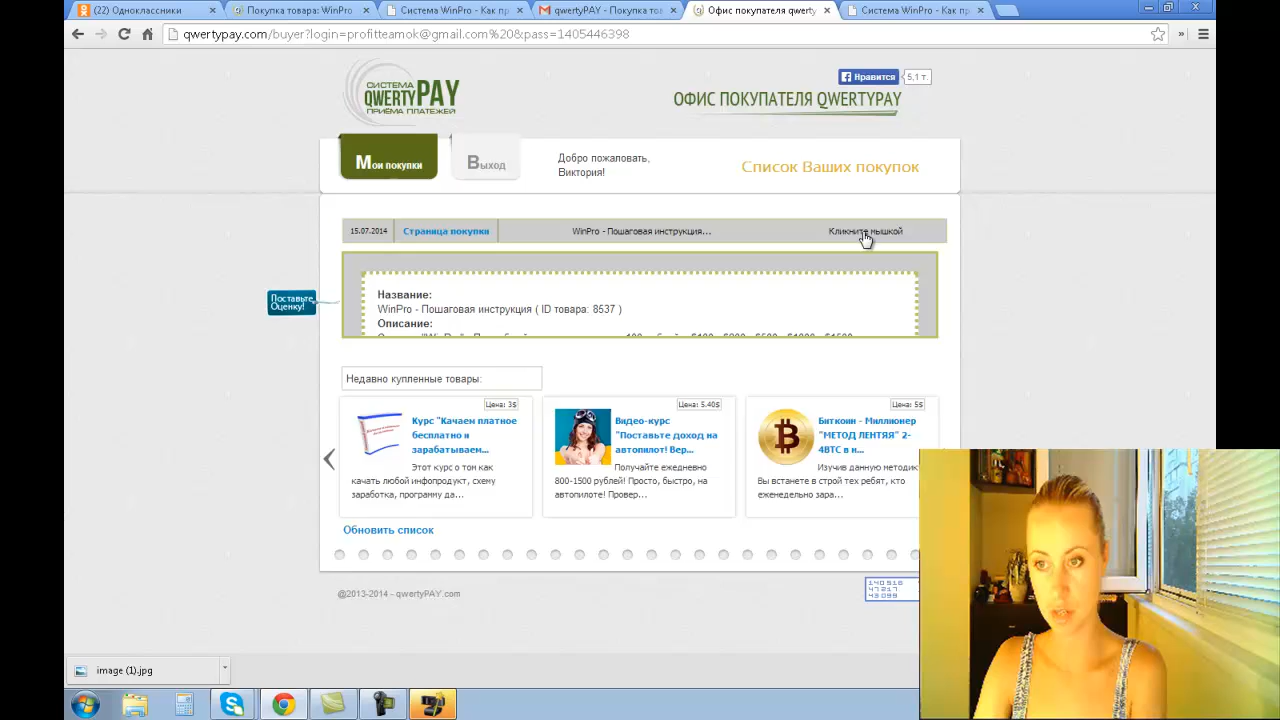 (22) Одноклассники
Покупка товара: WinPro
Система WinPro - Как пр
qwertyPAY - Покупка то
Офис покупателя qwerty
Система WinPro - Как пр
qwertypay.com/buyer?login=profitteamok@gmail.com%20&pass=1405446398
СИСТЕМА
QWERTYPAY
ПРИЁМА ПЛАТЕЖЕЙ
Нравится
5,1 т.
ОФИС ПОКУПАТЕЛЯ QWERTYPAY
Мои покупки
Выход
Добро пожаловать,
Виктория!
Список Ваших покупок
15.07.2014
Страница покупки
WinPro - Пошаговая инструкция...
Кликните мышкой
Поставьте
Оценку!
Название:
WinPro - Пошаговая инструкция ( ID товара: 8537 )
Описание:
Недавно купленные товары:
Цена: 3$
Курс "Качаем платное
бесплатно и
зарабатываем...
Этот курс о том как
качать любой инфопродукт, схему
заработка, программу да...
Цена: 5.40$
Видео-курс
"Поставьте доход на
автопилот! Вер...
Получайте ежедневно
800-1500 рублей! Просто, быстро, на
автопилоте! Провер...
Цена: 5$
Биткоин - Миллионер
"МЕТОД ЛЕНТЯЯ" 2-
4BTC в н...
Изучив данную методик
Вы встанете в строй тех ребят, кто
еженедельно зара...
Обновить список
@2013-2014 - qwertyPAY.com
140 516
47 217
43 099
image (1).jpg